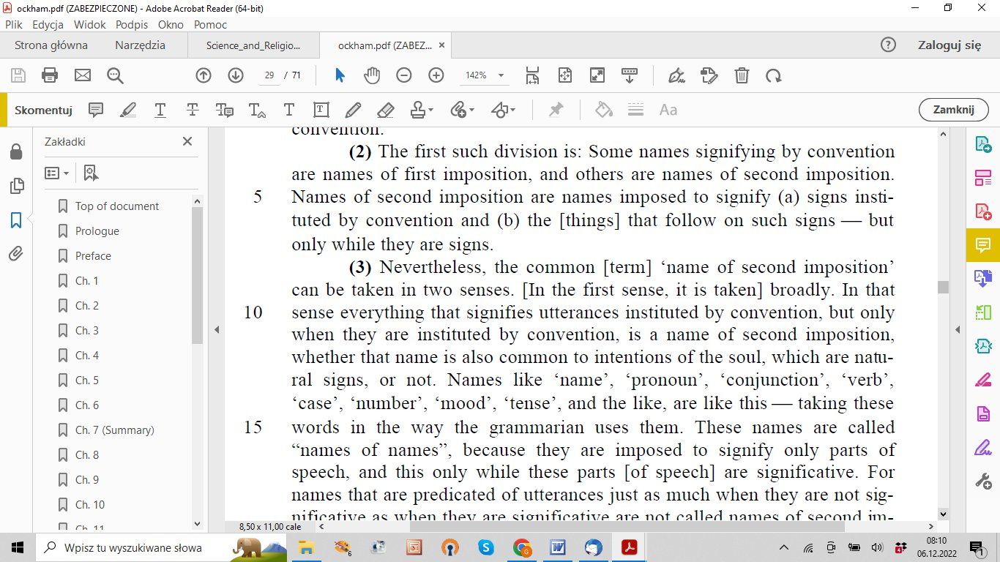 ockham.pdf (ZABEZPIECZONE) - Adobe Acrobat Reader (64-bit)
Plik Edycja Widok Podpis Okno Pomoc
Strona główna Narzędzia Science_and_Religio... ockham.pdf (ZABEZ... × Zaloguj się
29 / 71 142%
Skomentuj Zamknij
Zakładki
Top of document
Prologue
Preface
Ch. 1
Ch. 2
Ch. 3
Ch. 4
Ch. 5
Ch. 6
Ch. 7 (Summary)
Ch. 8
Ch. 9
Ch. 10
Ch. 11
convention.
(2) The first such division is: Some names signifying by convention
are names of first imposition, and others are names of second imposition.
5 Names of second imposition are names imposed to signify (a) signs insti-
tuted by convention and (b) the [things] that follow on such signs — but
only while they are signs.
(3) Nevertheless, the common [term] ‘name of second imposition’
can be taken in two senses. [In the first sense, it is taken] broadly. In that
10 sense everything that signifies utterances instituted by convention, but only
when they are instituted by convention, is a name of second imposition,
whether that name is also common to intentions of the soul, which are natu-
ral signs, or not. Names like ‘name’, ‘pronoun’, ‘conjunction’, ‘verb’,
‘case’, ‘number’, ‘mood’, ‘tense’, and the like, are like this — taking these
15 words in the way the grammarian uses them. These names are called
“names of names”, because they are imposed to signify only parts of
speech, and this only while these parts [of speech] are significative. For
names that are predicated of utterances just as much when they are not sig-
nificative as when they are significative are not called names of second im-
8,50 x 11,00 cale
Wpisz tu wyszukiwane słowa
08:10
06.12.2022